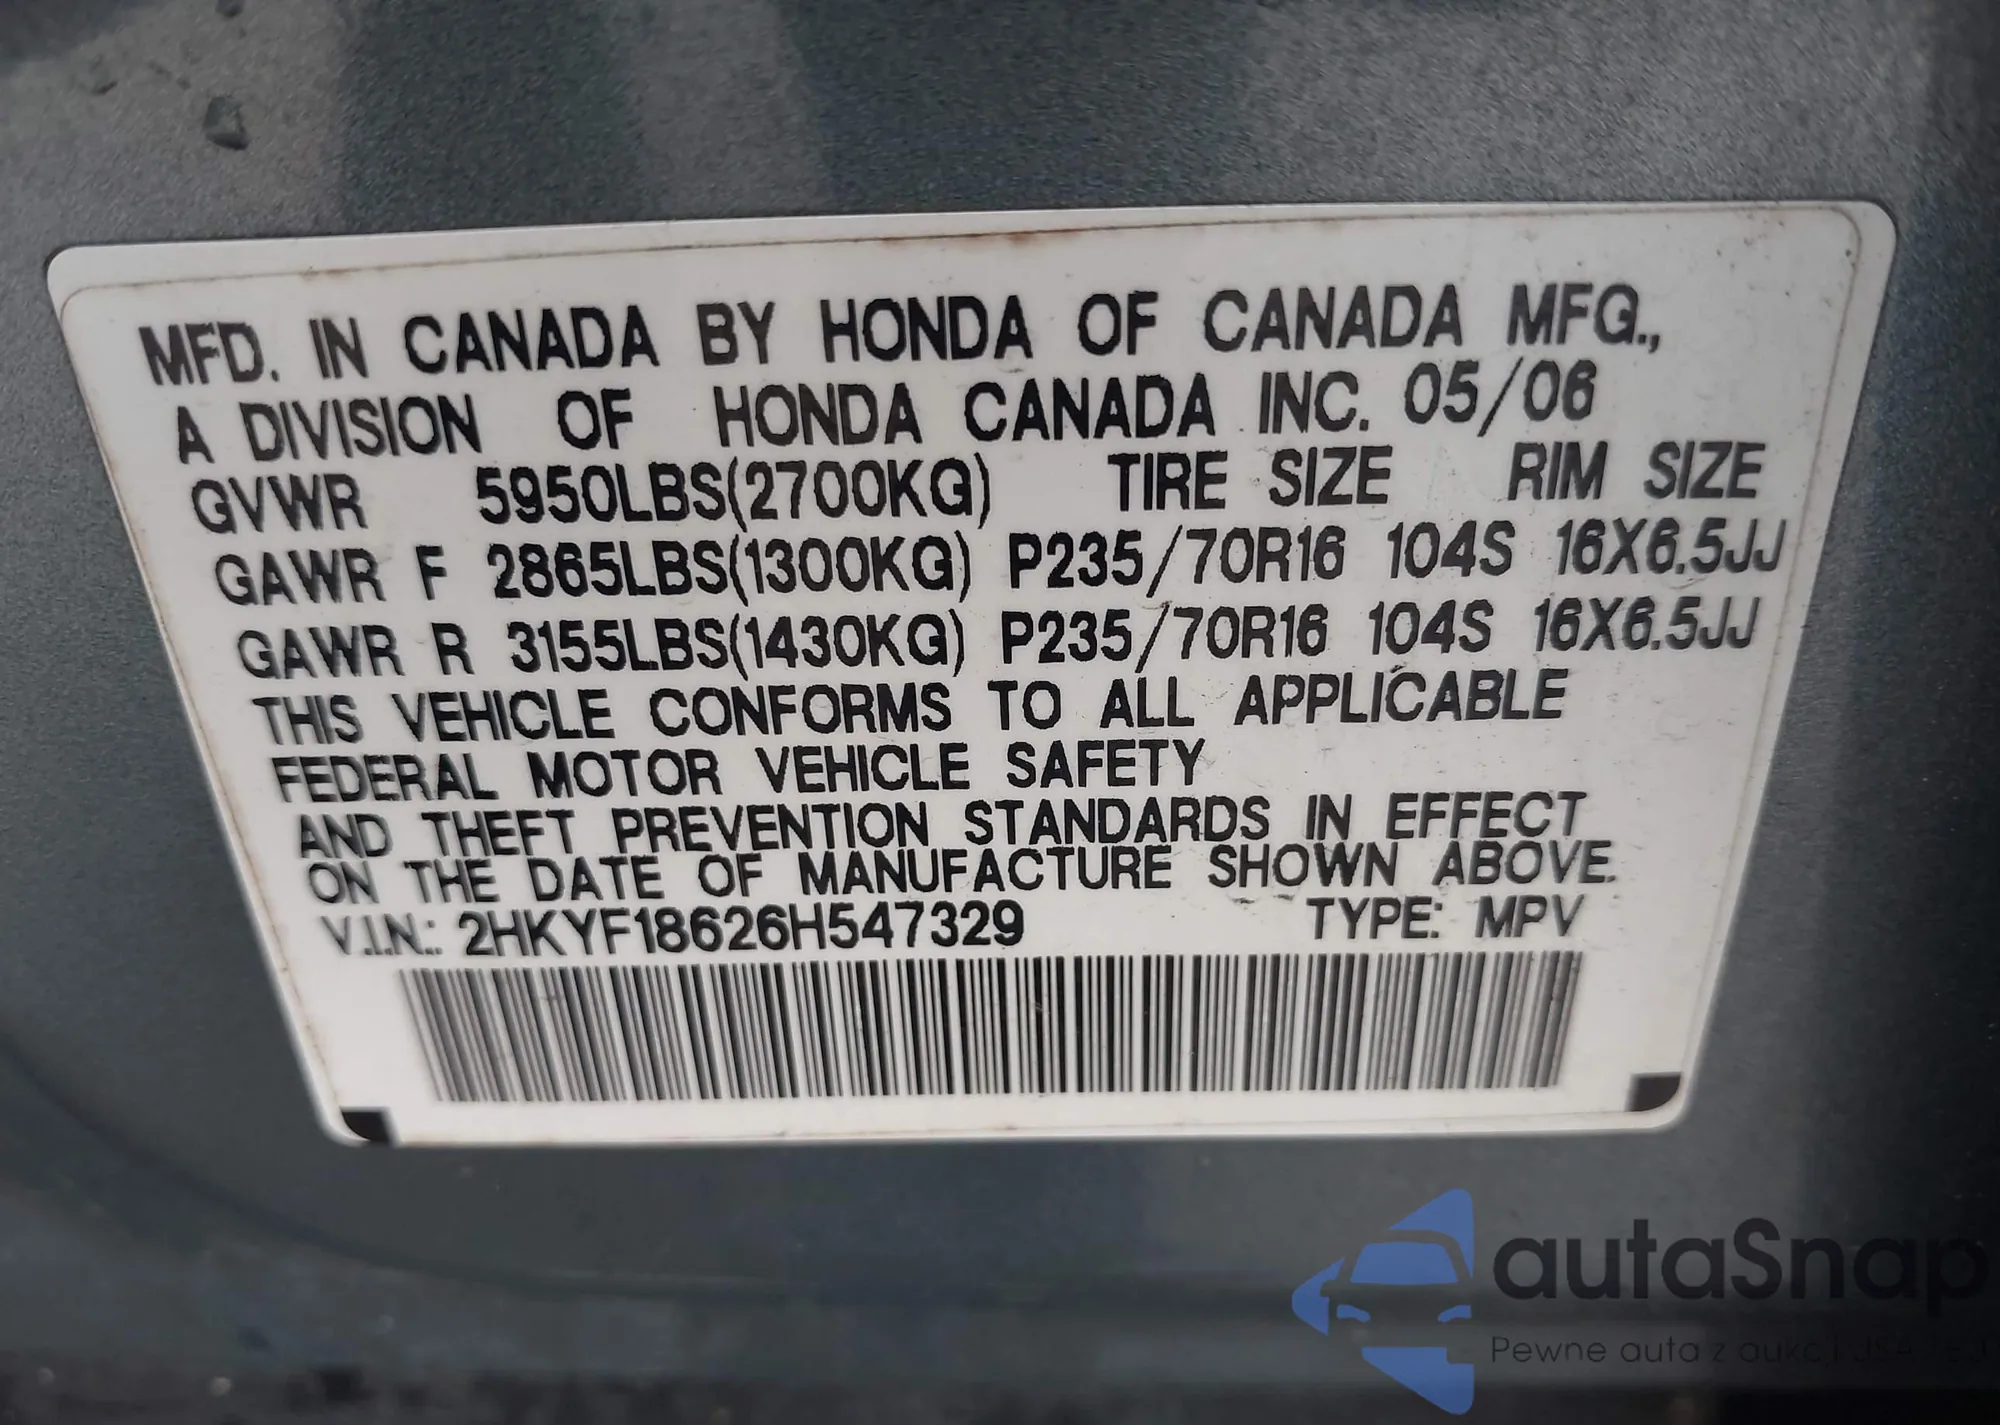 MFD. IN CANADA BY HONDA OF CANADA MFG.,
A DIVISION OF HONDA CANADA INC. 05/06
GVWR 5950LBS(2700KG) TIRE SIZE RIM SIZE
GAWR F 2865LBS(1300KG) P235/70R16 104S 16X6.5JJ
GAWR R 3155LBS(1430KG) P235/70R16 104S 16X6.5JJ
THIS VEHICLE CONFORMS TO ALL APPLICABLE
FEDERAL MOTOR VEHICLE SAFETY
AND THEFT PREVENTION STANDARDS IN EFFECT
ON THE DATE OF MANUFACTURE SHOWN ABOVE.
V.I.N.: 2HKYF18626H547329 TYPE: MPV
autaSnap
Pewne auta z aukcji